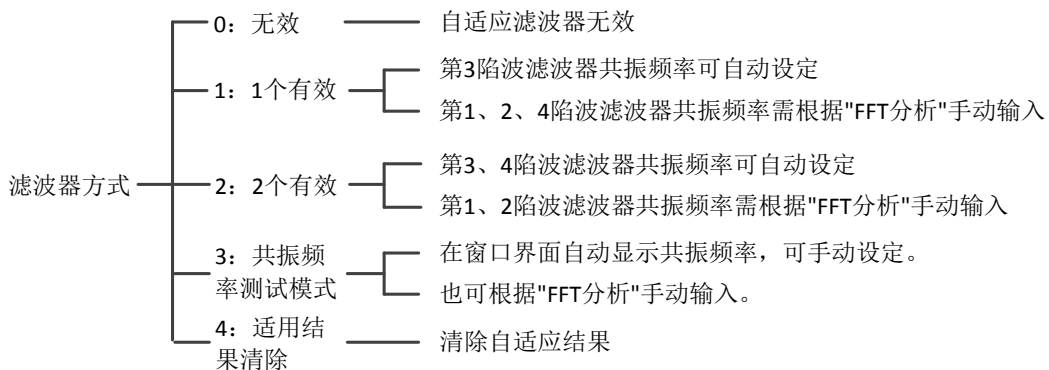 滤波器方式
0：无效
自适应滤波器无效
1：1个有效
第3陷波滤波器共振频率可自动设定
第1、2、4陷波滤波器共振频率需根据"FFT分析"手动输入
2：2个有效
第3、4陷波滤波器共振频率可自动设定
第1、2陷波滤波器共振频率需根据"FFT分析"手动输入
3：共振频
率测试模式
在窗口界面自动显示共振频率，可手动设定。
也可根据"FFT分析"手动输入。
4：适用结
果清除
清除自适应结果